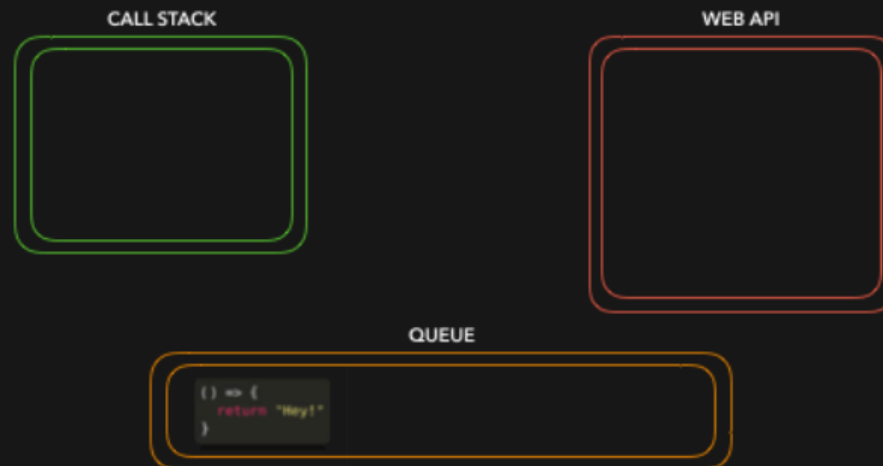 CALL STACK
WEB API
QUEUE
() => {
return "Hey!"
}